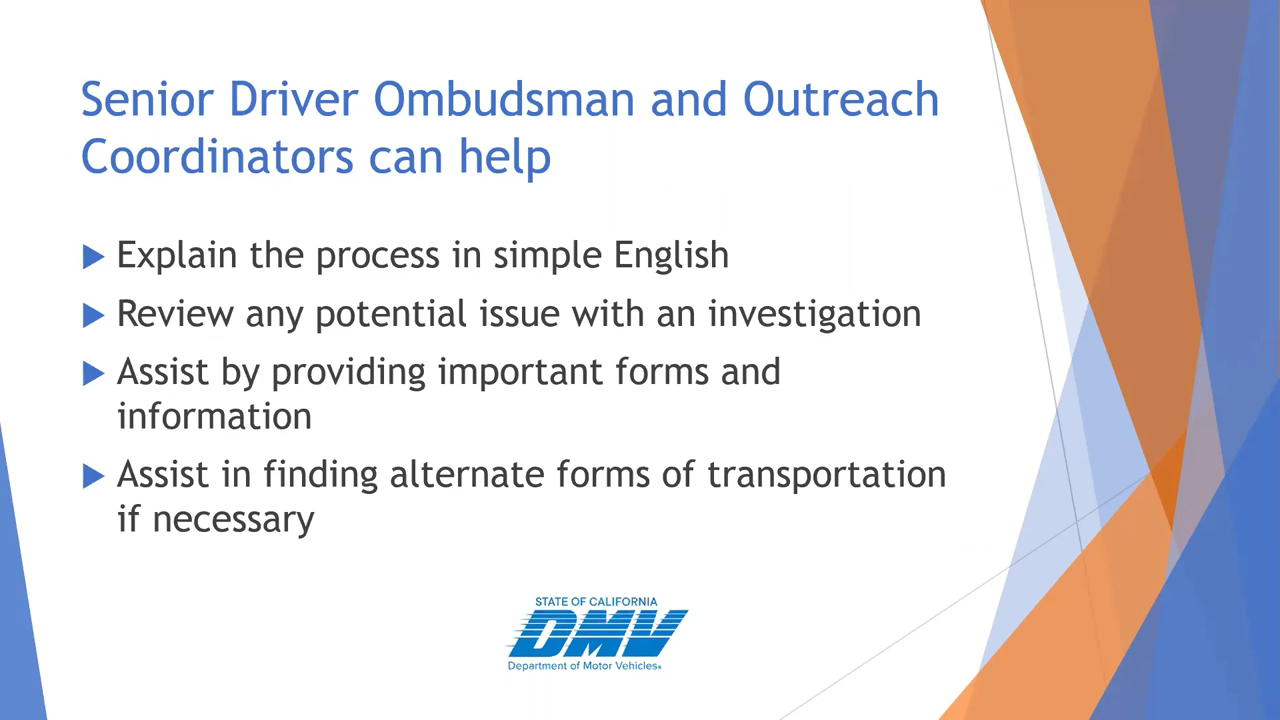 Senior Driver Ombudsman and Outreach
Coordinators can help
Explain the process in simple English
Review any potential issue with an investigation
Assist by providing important forms and
information
Assist in finding alternate forms of transportation
if necessary
STATE OF CALIFORNIA
DMV
Department of Motor Vehicles®